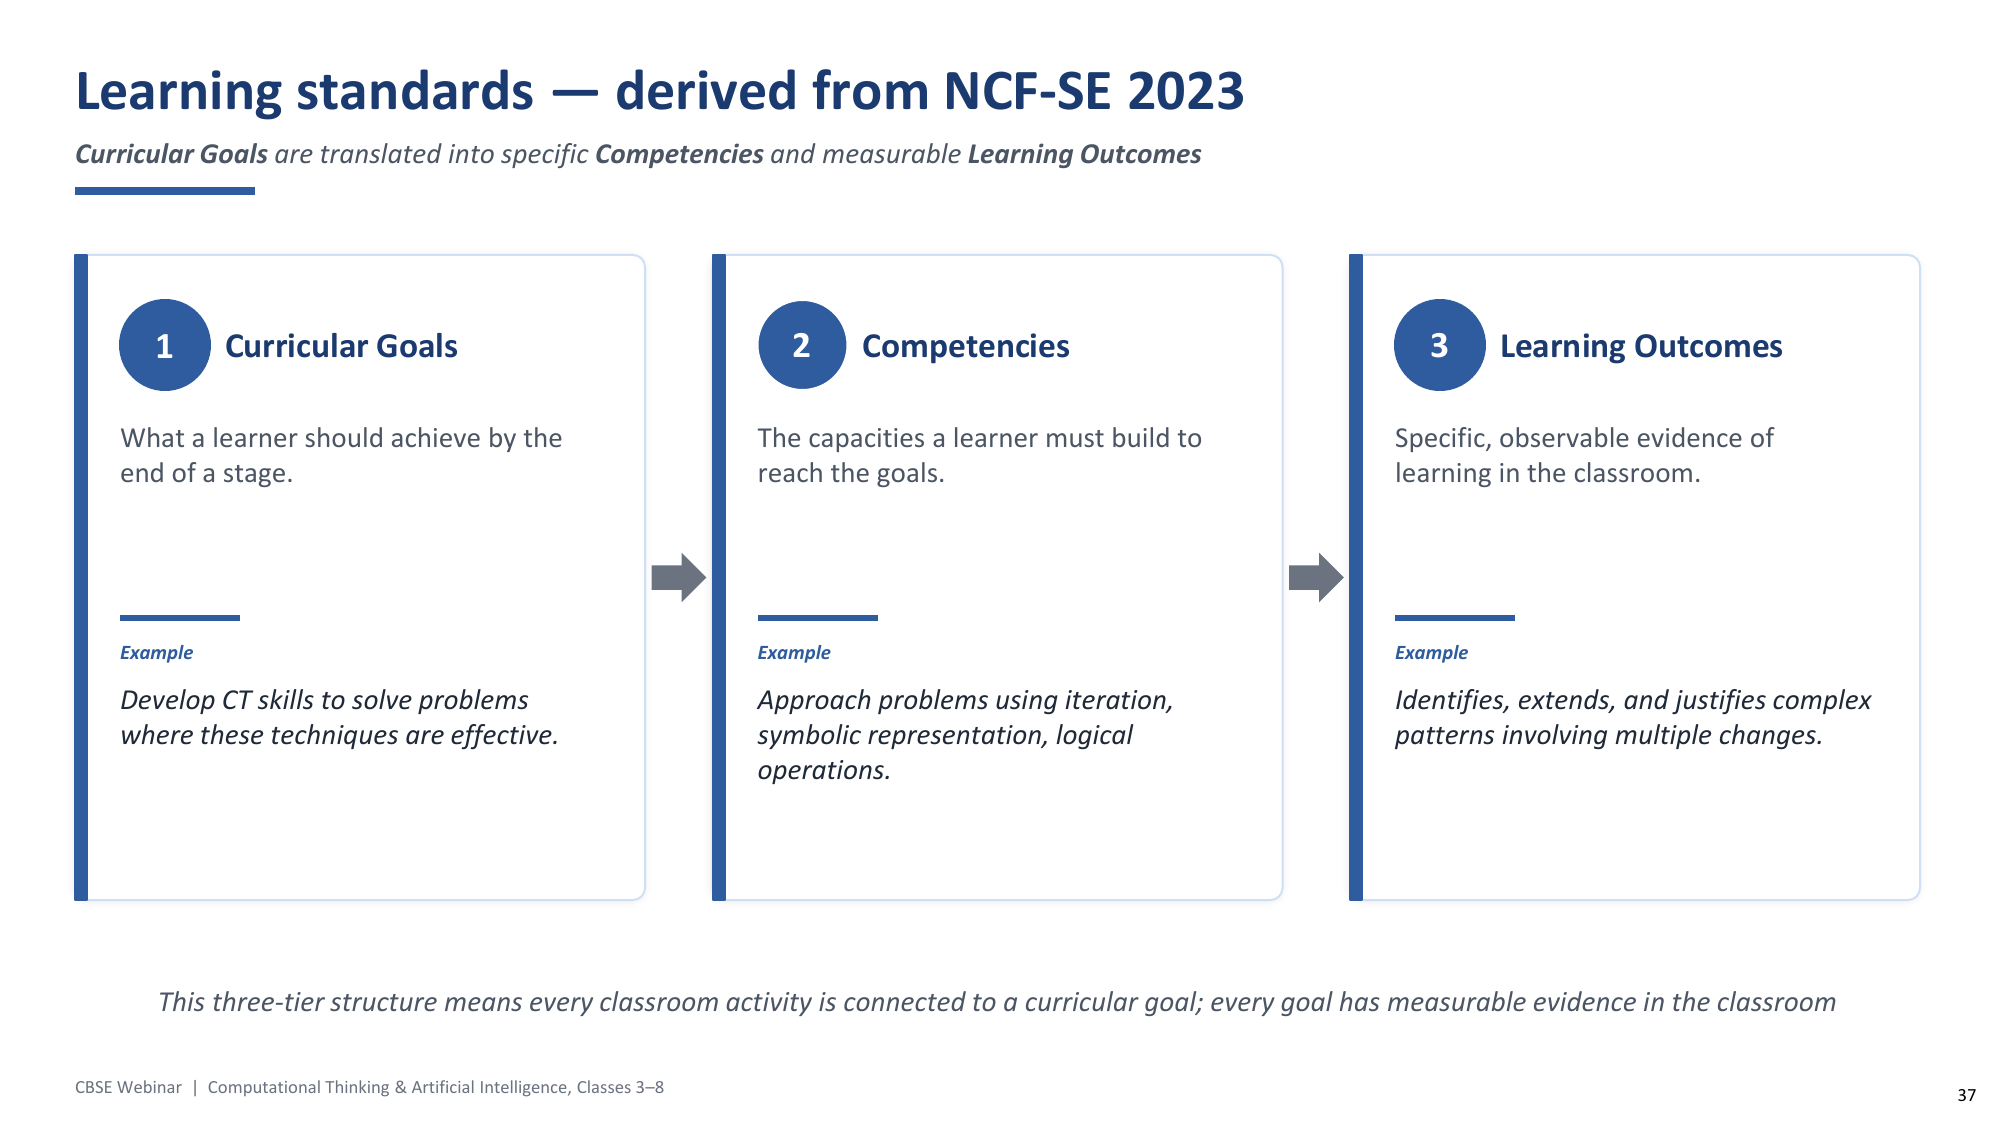 Learning standards — derived from NCF-SE 2023
Curricular Goals are translated into specific Competencies and measurable Learning Outcomes
1
Curricular Goals
What a learner should achieve by the
end of a stage.
Example
Develop CT skills to solve problems
where these techniques are effective.
2
Competencies
The capacities a learner must build to
reach the goals.
Example
Approach problems using iteration,
symbolic representation, logical
operations.
3
Learning Outcomes
Specific, observable evidence of
learning in the classroom.
Example
Identifies, extends, and justifies complex
patterns involving multiple changes.
This three-tier structure means every classroom activity is connected to a curricular goal; every goal has measurable evidence in the classroom
CBSE Webinar | Computational Thinking & Artificial Intelligence, Classes 3–8
37